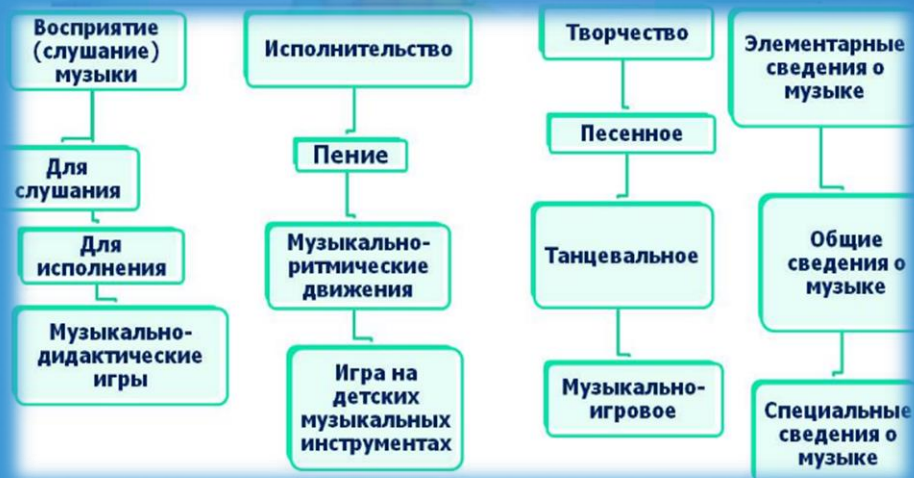 Восприятие
(слушание)
музыки
Для
слушания
Для
исполнения
Музыкально-
дидактические
игры
Исполнительство
Пение
Музыкально-
ритмические
движения
Игра на
детских
музыкальных
инструментах
Творчество
Песенное
Танцевальное
Музыкально-
игровое
Элементарные
сведения о
музыке
Общие
сведения о
музыке
Специальные
сведения о
музыке